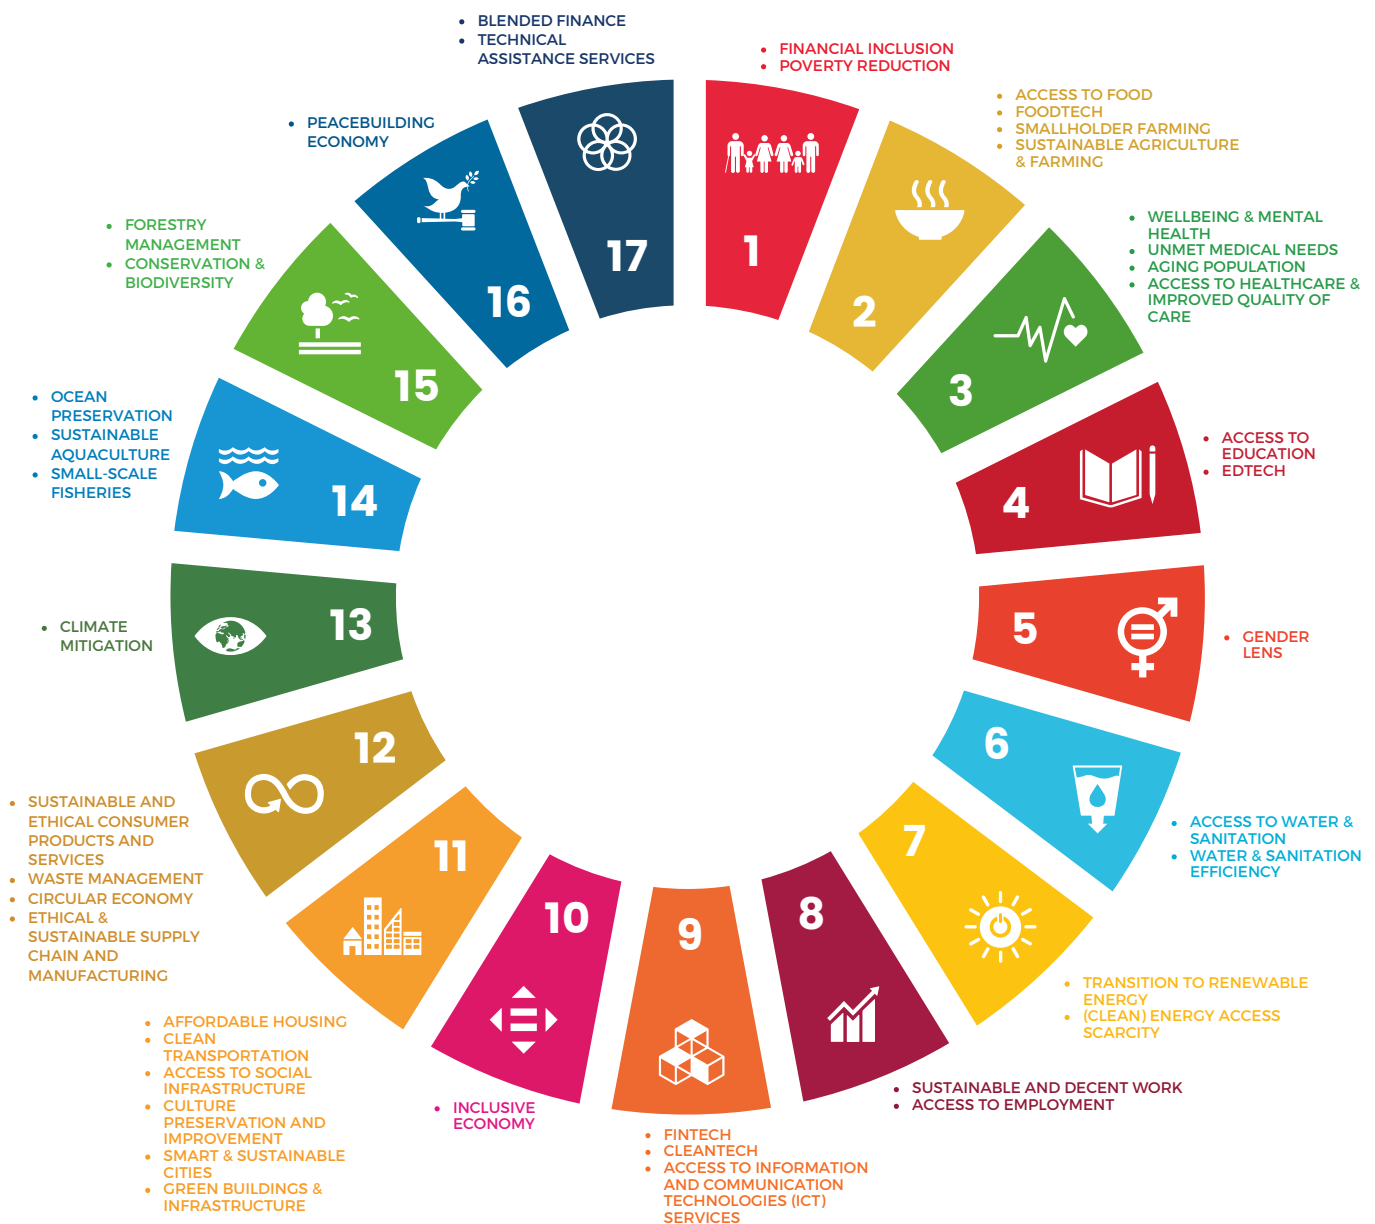 • BLENDED FINANCE
• TECHNICAL
ASSISTANCE SERVICES
17
• FINANCIAL INCLUSION
• POVERTY REDUCTION
1
• ACCESS TO FOOD
• FOODTECH
• SMALLHOLDER FARMING
• SUSTAINABLE AGRICULTURE
& FARMING
2
• WELLBEING & MENTAL
HEALTH
• UNMET MEDICAL NEEDS
• AGING POPULATION
• ACCESS TO HEALTHCARE &
IMPROVED QUALITY OF
CARE
3
• ACCESS TO
EDUCATION
• EDTECH
4
• GENDER
LENS
5
• ACCESS TO WATER &
SANITATION
• WATER & SANITATION
EFFICIENCY
6
• TRANSITION TO RENEWABLE
ENERGY
• (CLEAN) ENERGY ACCESS
SCARCITY
7
• SUSTAINABLE AND DECENT WORK
• ACCESS TO EMPLOYMENT
8
• FINTECH
• CLEANTECH
• ACCESS TO INFORMATION
AND COMMUNICATION
TECHNOLOGIES (ICT)
SERVICES
9
• INCLUSIVE
ECONOMY
10
• AFFORDABLE HOUSING
• CLEAN
TRANSPORTATION
• ACCESS TO SOCIAL
INFRASTRUCTURE
• CULTURE
PRESERVATION AND
IMPROVEMENT
• SMART & SUSTAINABLE
CITIES
• GREEN BUILDINGS &
INFRASTRUCTURE
11
• SUSTAINABLE AND
ETHICAL CONSUMER
PRODUCTS AND
SERVICES
• WASTE MANAGEMENT
• CIRCULAR ECONOMY
• ETHICAL &
SUSTAINABLE SUPPLY
CHAIN AND
MANUFACTURING
12
• CLIMATE
MITIGATION
13
• OCEAN
PRESERVATION
• SUSTAINABLE
AQUACULTURE
• SMALL-SCALE
FISHERIES
14
• FORESTRY
MANAGEMENT
• CONSERVATION &
BIODIVERSITY
15
• PEACEBUILDING
ECONOMY
16